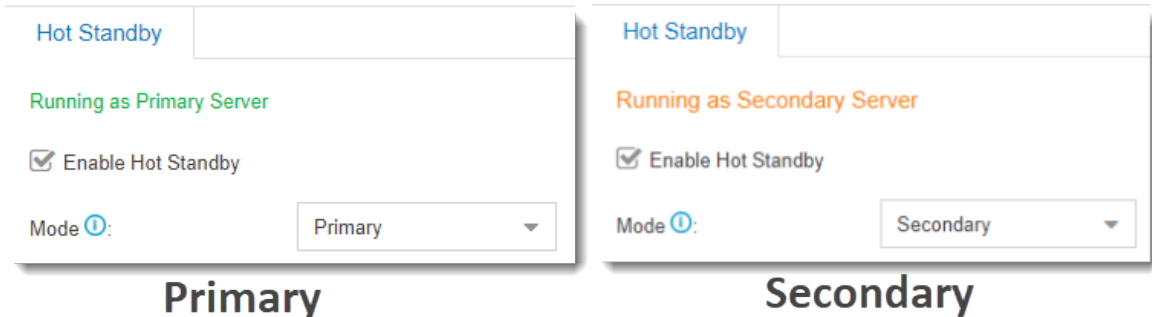 Hot Standby
Running as Primary Server
Enable Hot Standby
Mode :
Primary
Primary
Hot Standby
Running as Secondary Server
Enable Hot Standby
Mode :
Secondary
Secondary